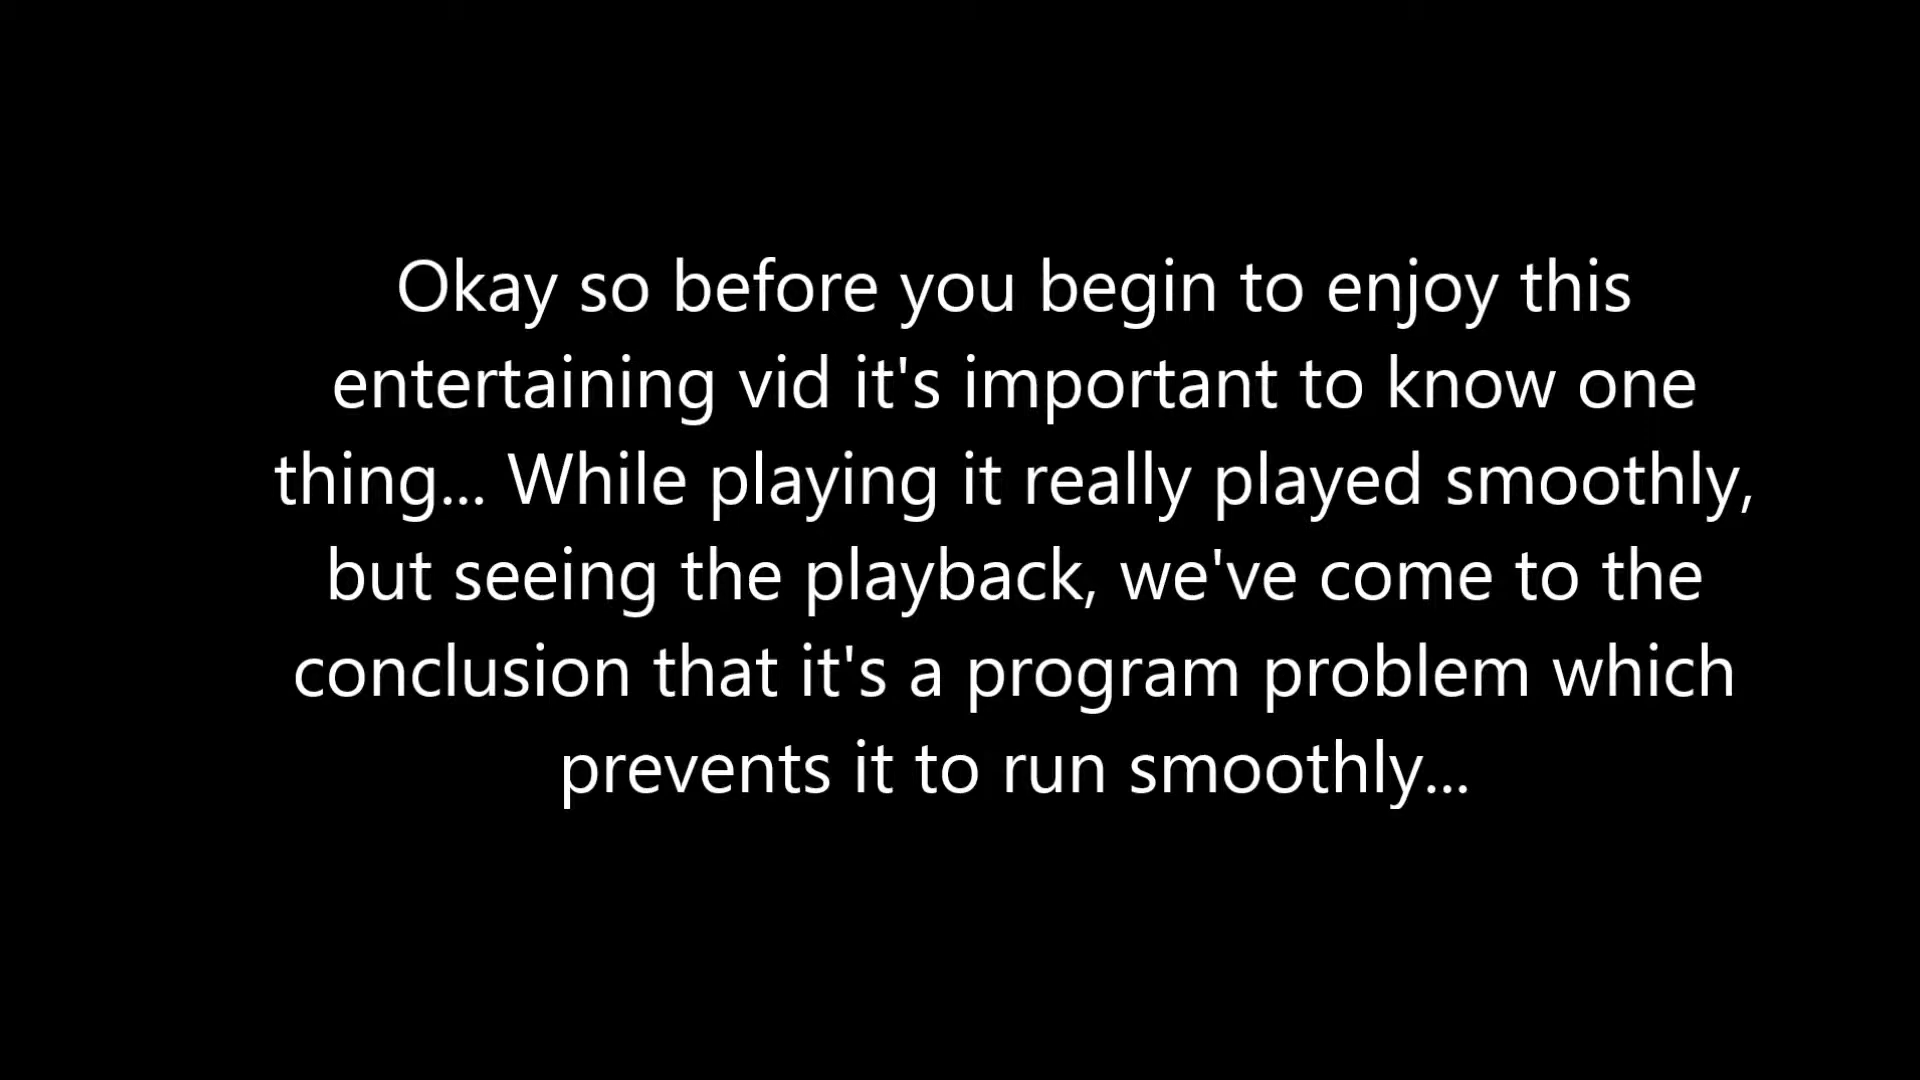 Okay so before you begin to enjoy this
entertaining vid it's important to know one
thing... While playing it really played smoothly,
but seeing the playback, we've come to the
conclusion that it's a program problem which
prevents it to run smoothly...